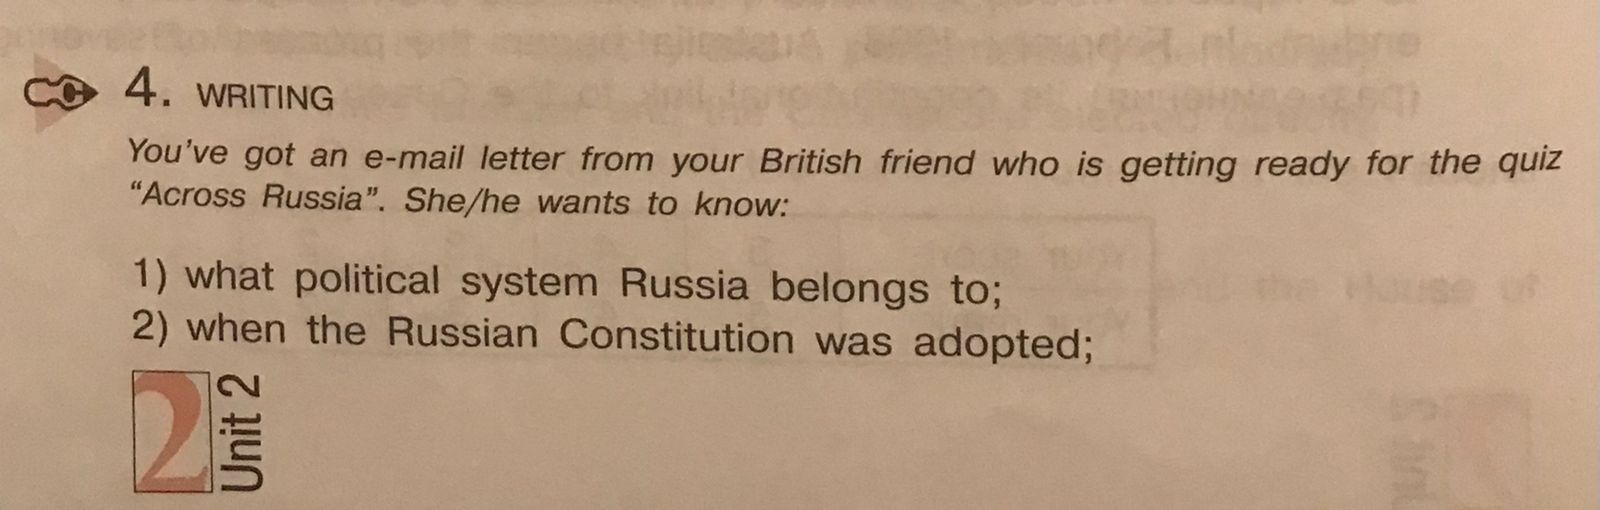 4. WRITING
You've got an e-mail letter from your British friend who is getting ready for the quiz
“Across Russia”. She/he wants to know:
1) what political system Russia belongs to;
2) when the Russian Constitution was adopted;
2
Unit 2